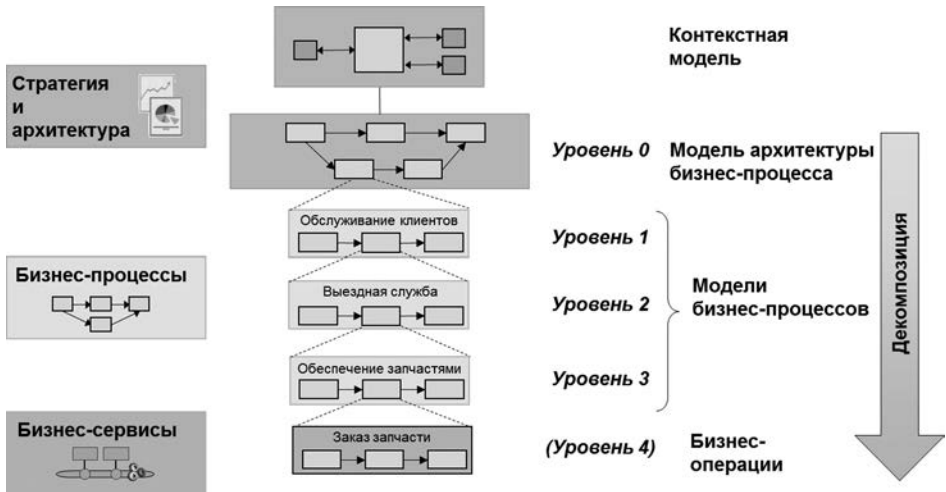 Контекстная
модель
Стратегия
и
архитектура
Уровень 0
Модель архитектуры
бизнес-процесса
Обслуживание клиентов
Уровень 1
Бизнес-процессы
Выездная служба
Уровень 2
Модели
бизнес-процессов
Обеспечение запчастями
Уровень 3
Бизнес-сервисы
Заказ запчасти
(Уровень 4)
Бизнес-
операции
Декомпозиция